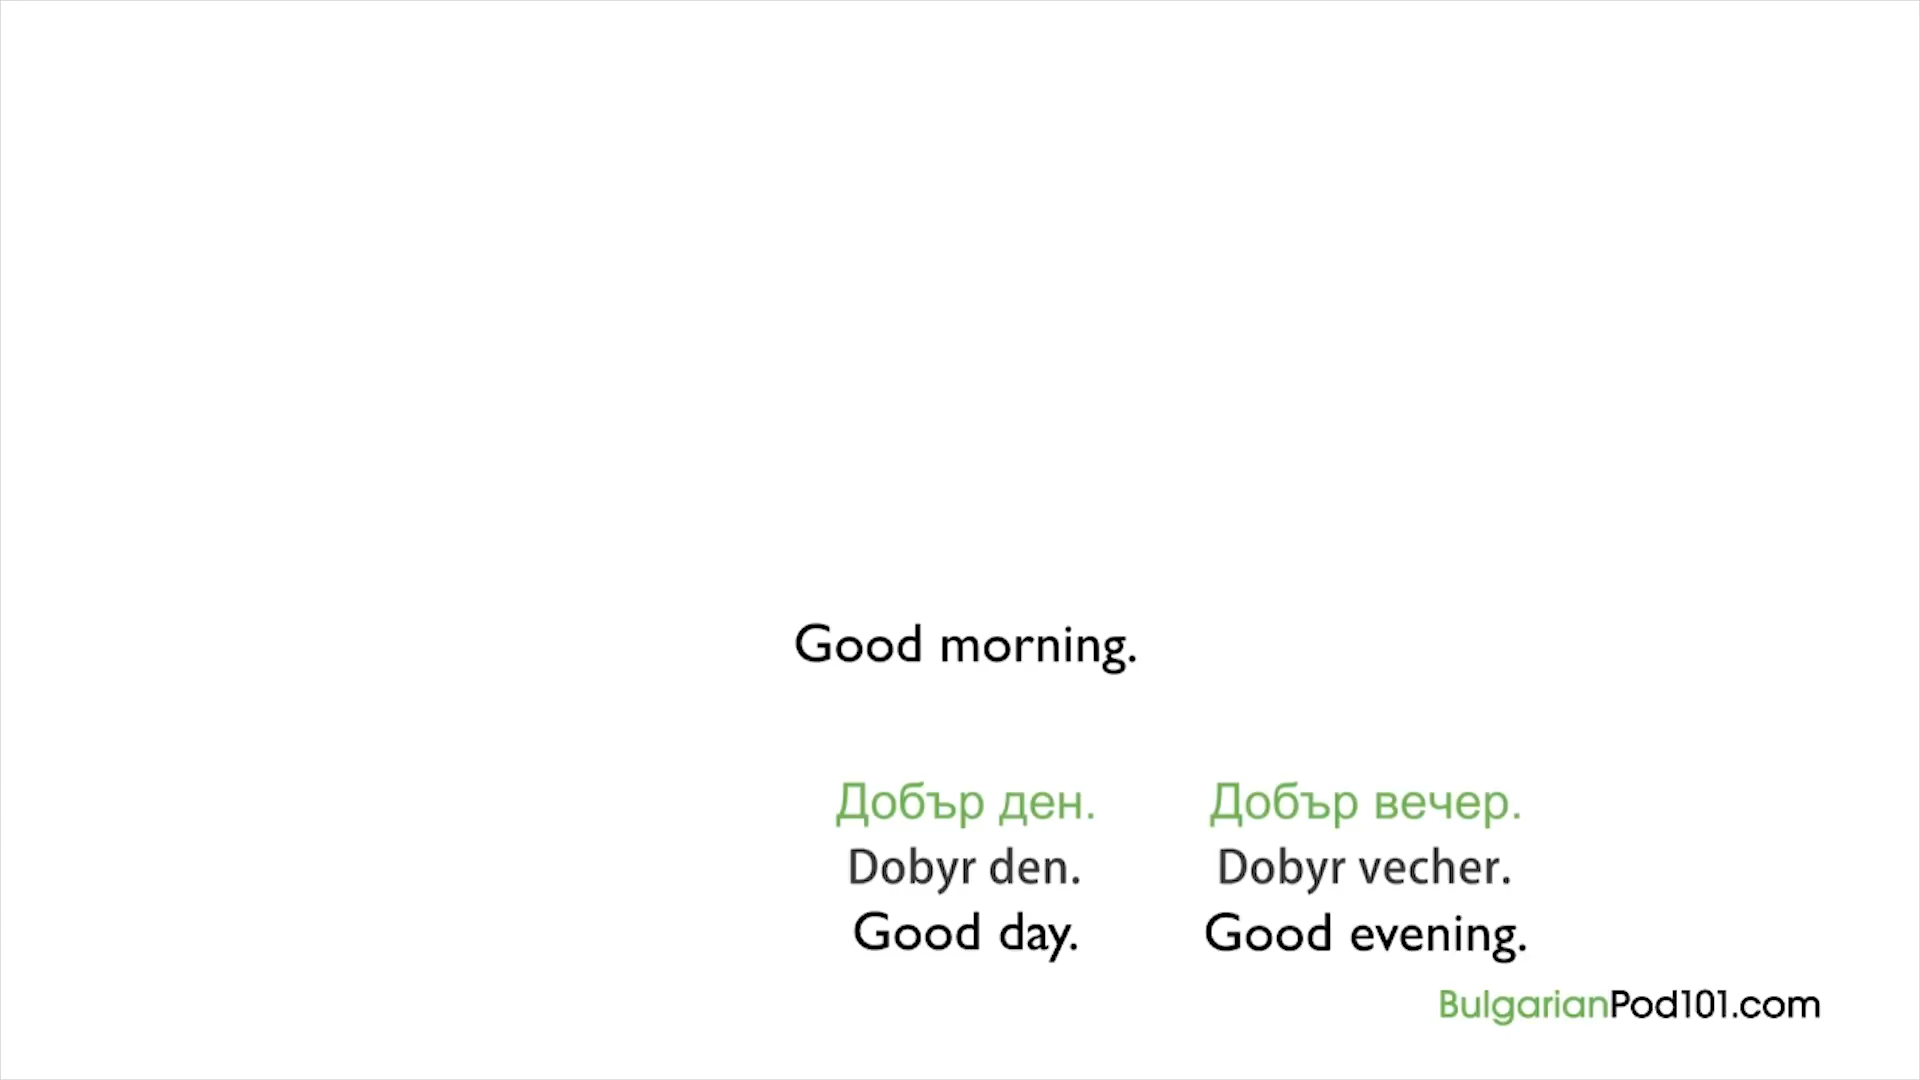 Good morning.
Добър ден.
Dobyr den.
Good day.
Добър вечер.
Dobyr vecher.
Good evening.
BulgarianPod101.com